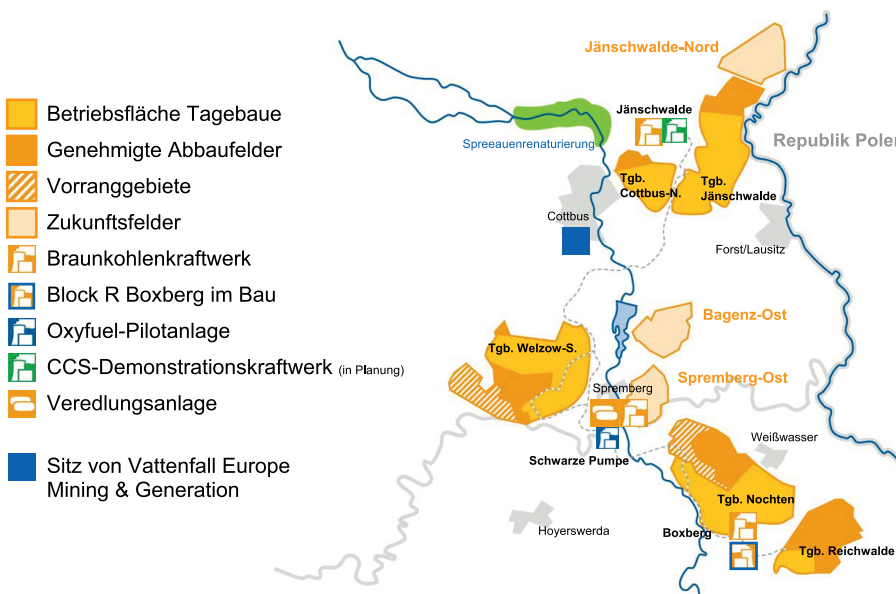 Betriebsfläche Tagebaue
Genehmigte Abbaufelder
Vorranggebiete
Zukunftsfelder
Braunkohlenkraftwerk
Block R Boxberg im Bau
Oxyfuel-Pilotanlage
CCS-Demonstrationskraftwerk (in Planung)
Veredlungsanlage
Sitz von Vattenfall Europe
Mining & Generation
Jänschwalde-Nord
Jänschwalde
Spreeauenrenaturierung
Republik Polen
Tgb.
Cottbus-N.
Tgb.
Jänschwalde
Cottbus
Forst/Lausitz
Bagenz-Ost
Tgb. Welzow-S.
Spremberg-Ost
Spremberg
Weißwasser
Schwarze Pumpe
Tgb. Nochten
Hoyerswerda
Boxberg
Tgb. Reichwalde